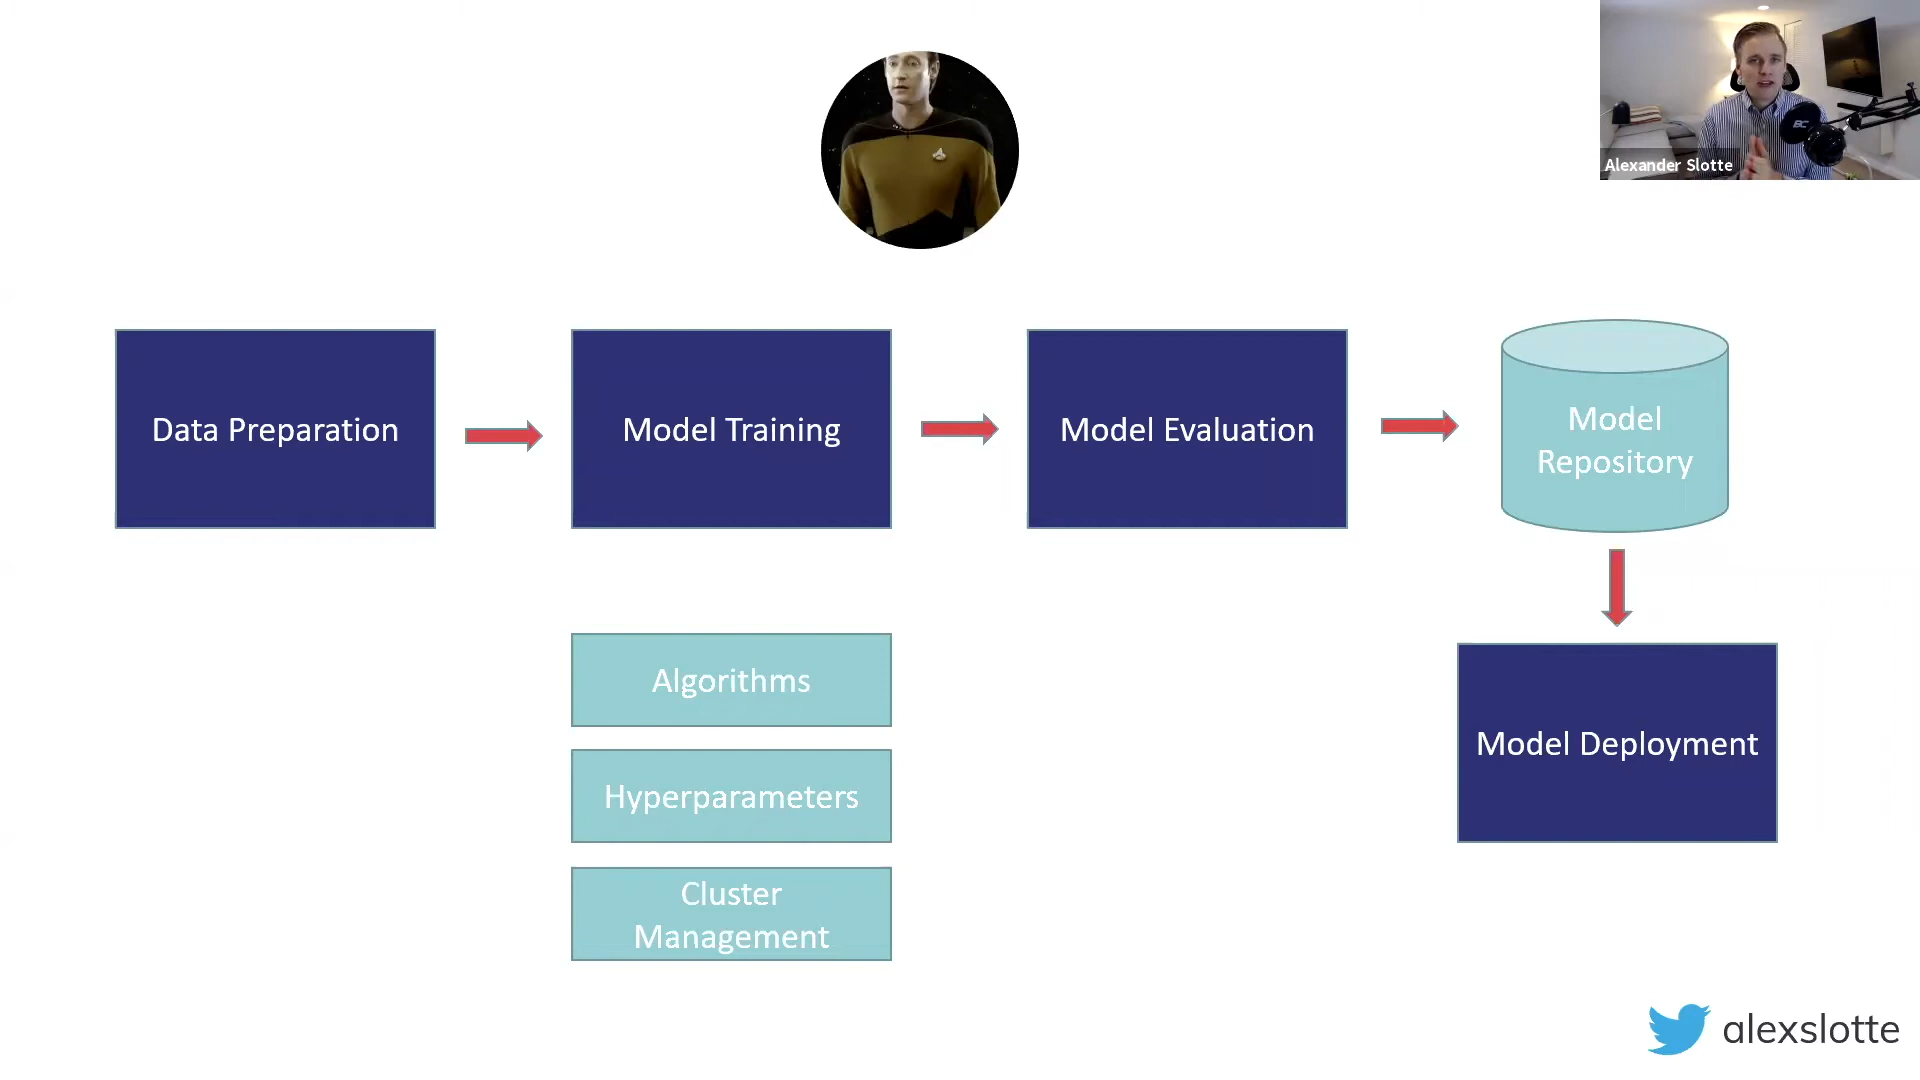 Alexander Slotte
Data Preparation
Model Training
Model Evaluation
Model
Repository
Algorithms
Hyperparameters
Cluster
Management
Model Deployment
alexslotte